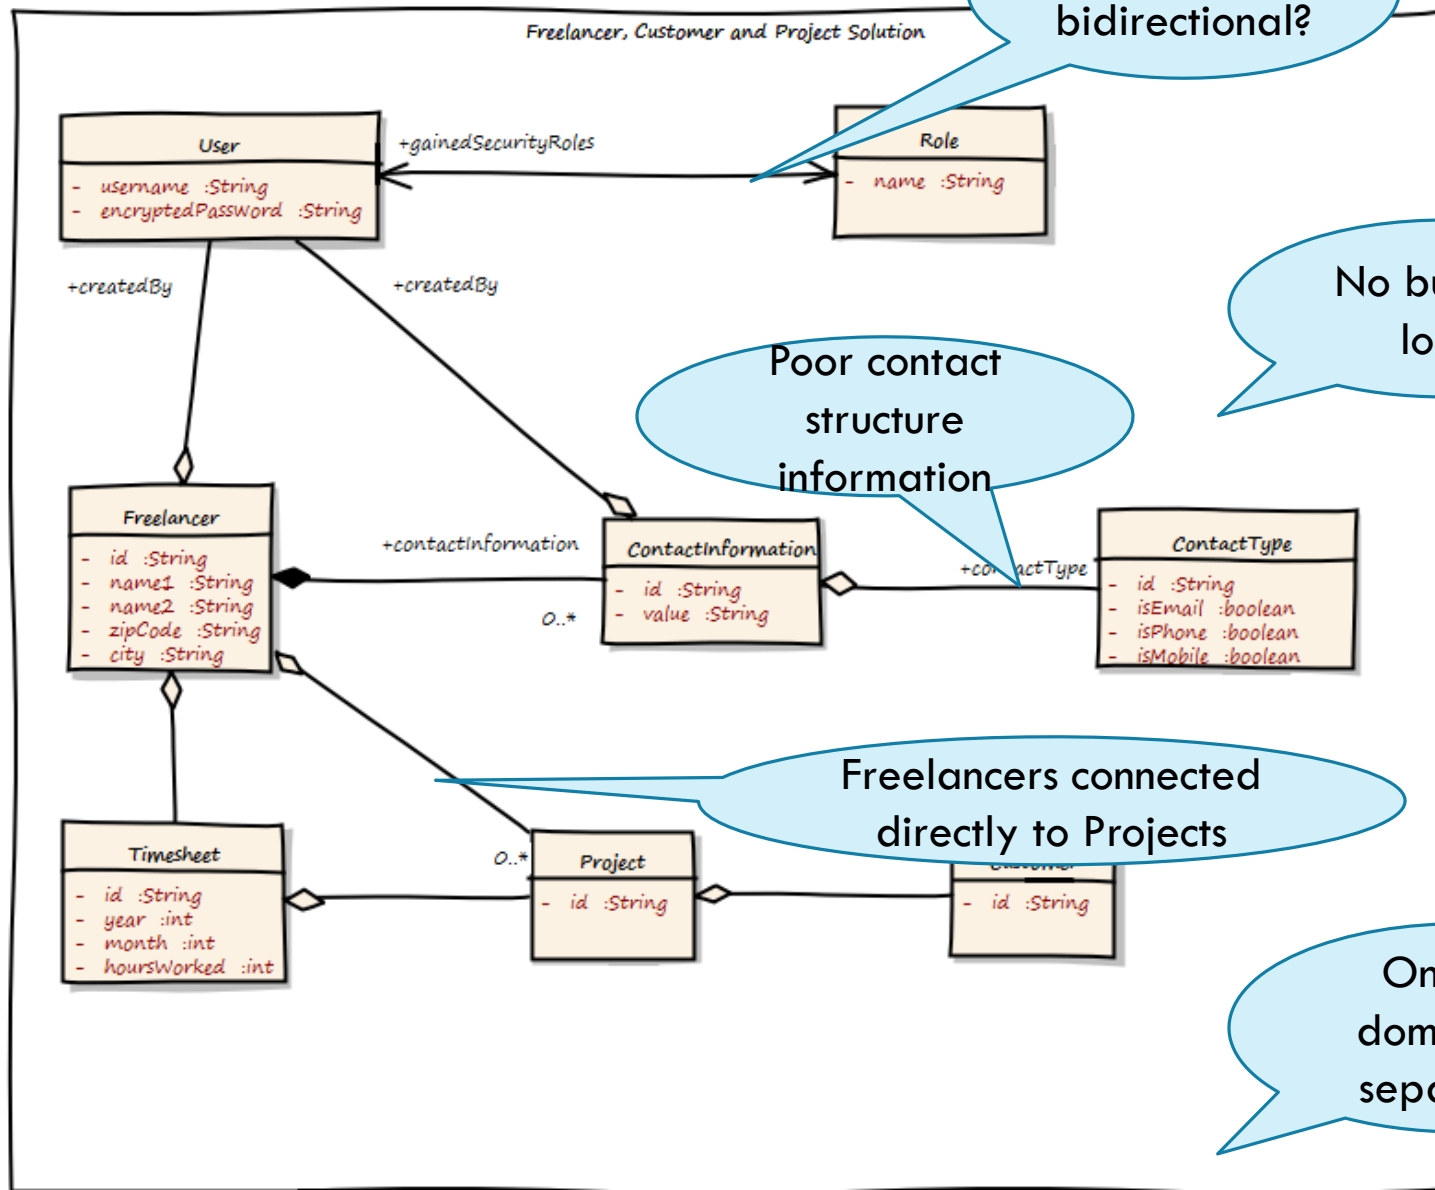 bidirectional?
Freelancer, Customer and Project Solution
User
- username :String
- encryptedPassword :String
+gainedSecurityRoles
Role
- name :String
+createdBy
+createdBy
No bu
lo
Poor contact
structure
information
Freelancer
- id :String
- name1 :String
- name2 :String
- zipCode :String
- city :String
+contactInformation
0..*
ContactInformation
- id :String
- value :String
+contactType
ContactType
- id :String
- isEmail :boolean
- isPhone :boolean
- isMobile :boolean
Freelancers connected
directly to Projects
Timesheet
- id :String
- year :int
- month :int
- hoursWorked :int
0..*
Project
- id :String
Customer
- id :String
On
dom
sepa